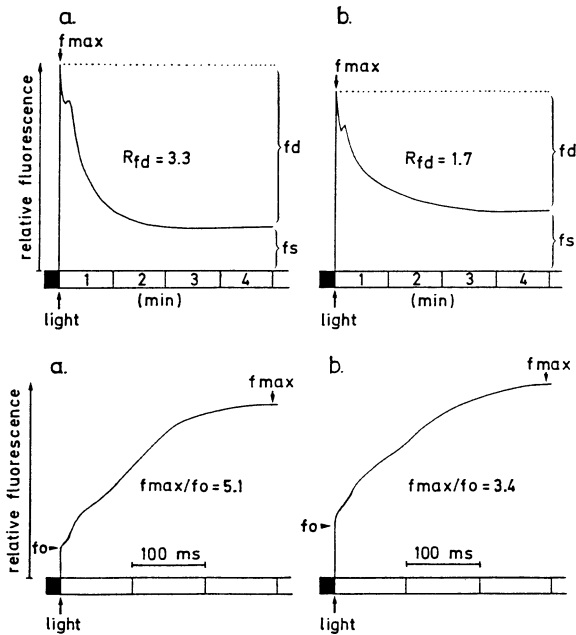 a.
b.
f max
f max
relative fluorescence
Rfd = 3.3
Rfd = 1.7
fd
fd
fs
fs
1 2 3 4
1 2 3 4
(min)
(min)
light
light
a.
b.
f max
f max
relative fluorescence
fmax/fo = 5.1
fmax/fo = 3.4
fo
fo
100 ms
100 ms
light
light